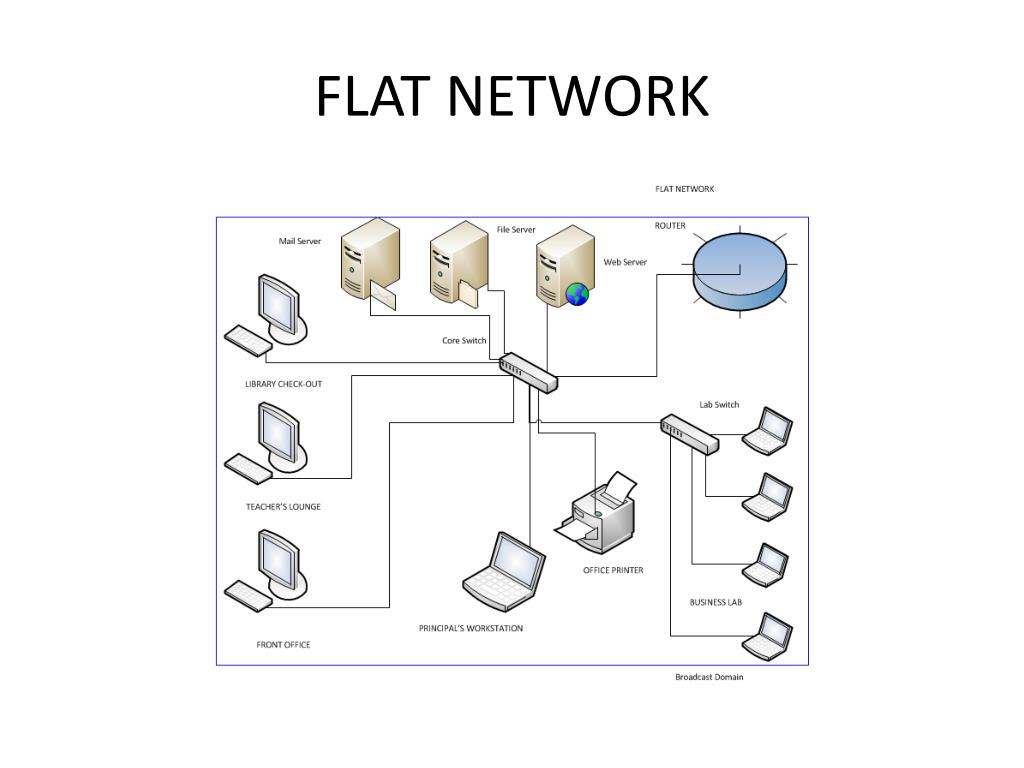 FLAT NETWORK
FLAT NETWORK
ROUTER
File Server
Mail Server
Web Server
Core Switch
LIBRARY CHECK-OUT
Lab Switch
TEACHER'S LOUNGE
OFFICE PRINTER
BUSINESS LAB
PRINCIPAL'S WORKSTATION
FRONT OFFICE
Broadcast Domain